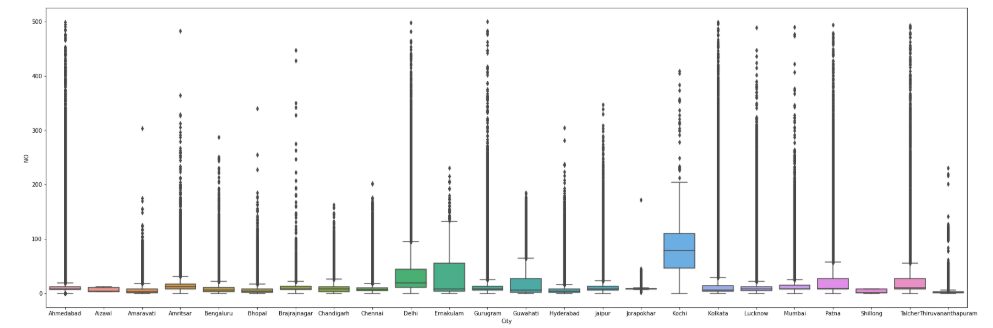 500
400
300
200
100
0
NO
Ahmedabad Aizawl Amaravati Amritsar Bengaluru Bhopal Brajrajnagar Chandigarh Chennai Delhi Ernakulam Gurugram Guwahati Hyderabad Jaipur Jorapokhar Kochi Kolkata Lucknow Mumbai Patna Shillong Talcher Thiruvananthapuram
City